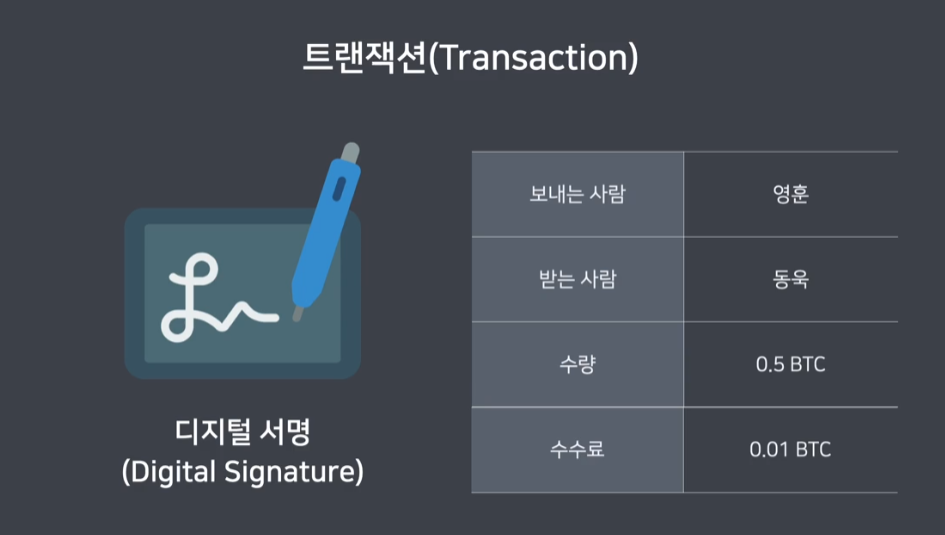 트랜잭션(Transaction)
디지털 서명
(Digital Signature)
보내는 사람 영훈
받는 사람 동욱
수량 0.5 BTC
수수료 0.01 BTC